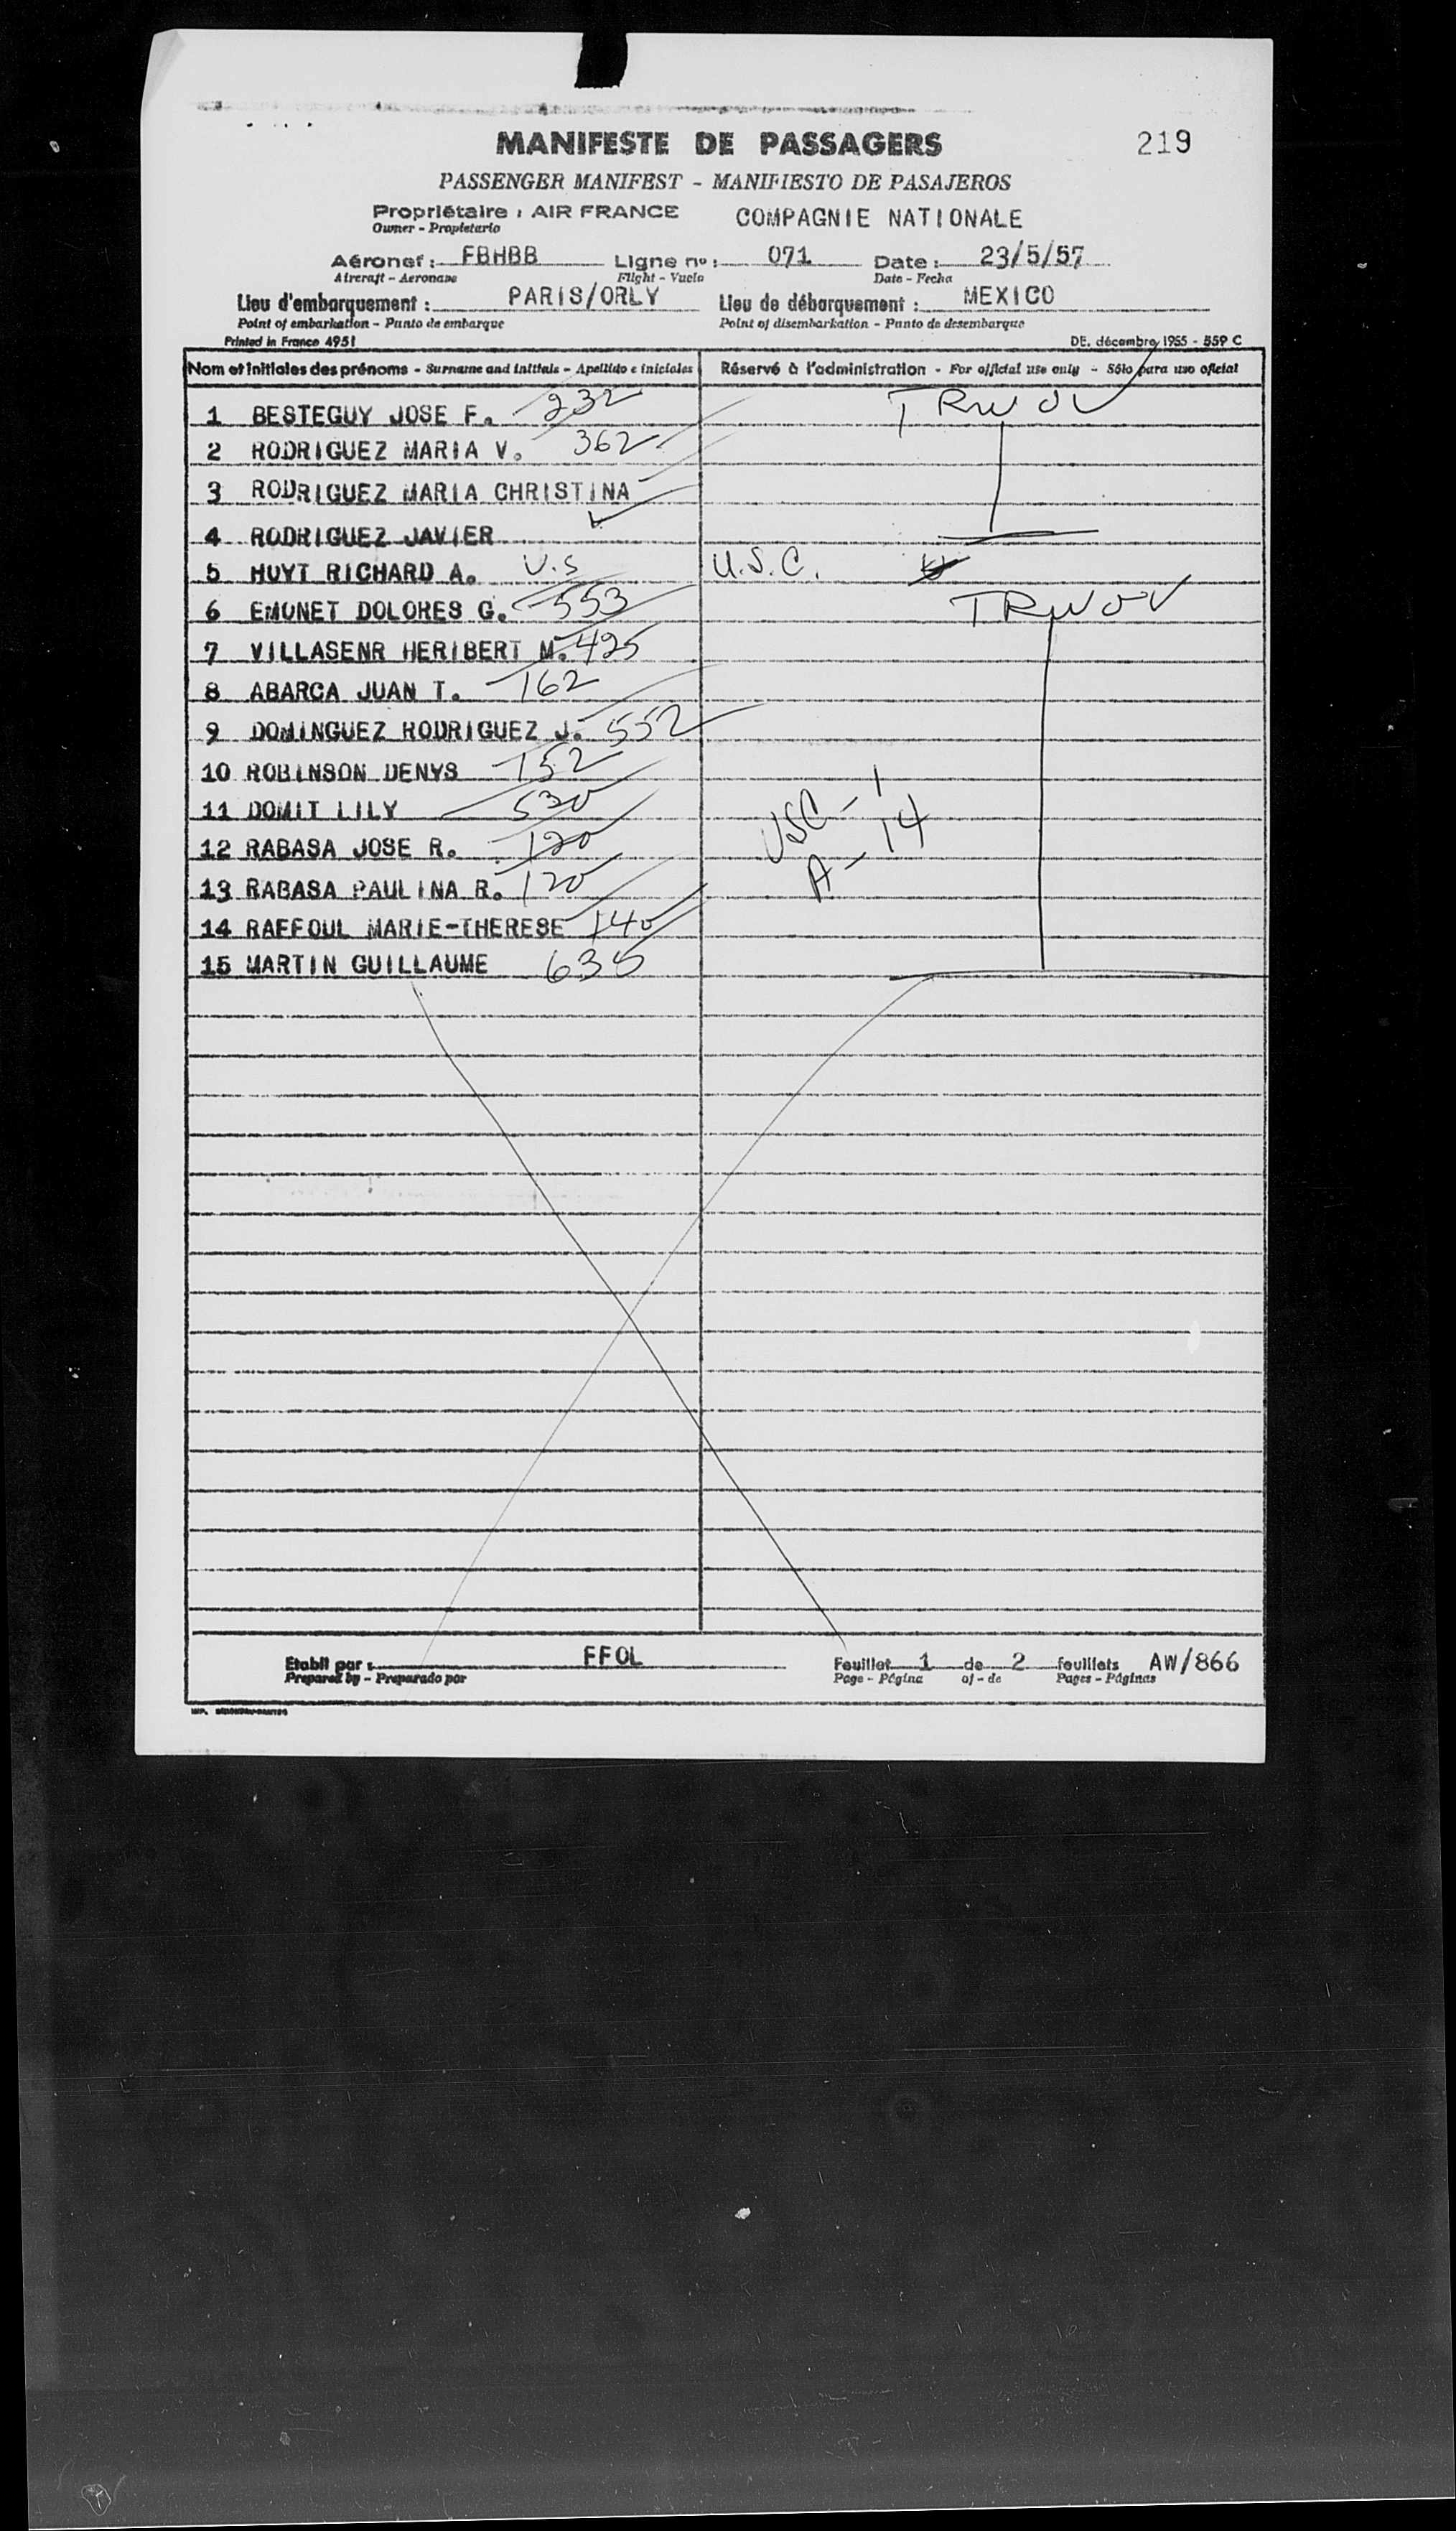 MANIFESTE DE PASSAGERS 219
PASSENGER MANIFEST - MANIFIESTO DE PASAJEROS
Propriétaire : AIR FRANCE COMPAGNIE NATIONALE
Owner - Propietario
Aéronef : FBHBB Ligne no : 071 Date : 23/5/57
Aircraft - Aeronave Flight - Vuelo Date - Fecha
Lieu d'embarquement : PARIS/ORLY Lieu de débarquement : MEXICO
Point of embarkation - Punto de embarque Point of disembarkation - Punto de desembarque
Printed in France 4951 DE. décembre 1955 - 559 C
Nom et initiales des prénoms - Surname and initials - Apellido e iniciales Réservé à l'administration - For official use only - Sólo para uso oficial
1 BESTEGUY JOSE F. 232 TRWOV
2 RODRIGUEZ MARIA V. 362
3 RODRIGUEZ MARIA CHRISTINA
4 RODRIGUEZ JAVIER
5 HUYT RICHARD A. U.S U.S.C.
6 EMONET DOLORES G. 553 TRWOV
7 VILLASENR HERIBERT M. 425
8 ABARCA JUAN T. 162
9 DOMINGUEZ RODRIGUEZ J. 552
10 ROBINSON DENYS 152
11 DOMIT LILY 530 USC - 1
12 RABASA JOSE R. 120 A - 14
13 RABASA PAULINA R. 120
14 RAFFOUL MARIE-THERESE 140
15 MARTIN GUILLAUME 635
Etabli par : FFOL Feuillet 1 de 2 feuillets AW/866
Prepared by - Preparado por Page - Página of - de Pages - Páginas